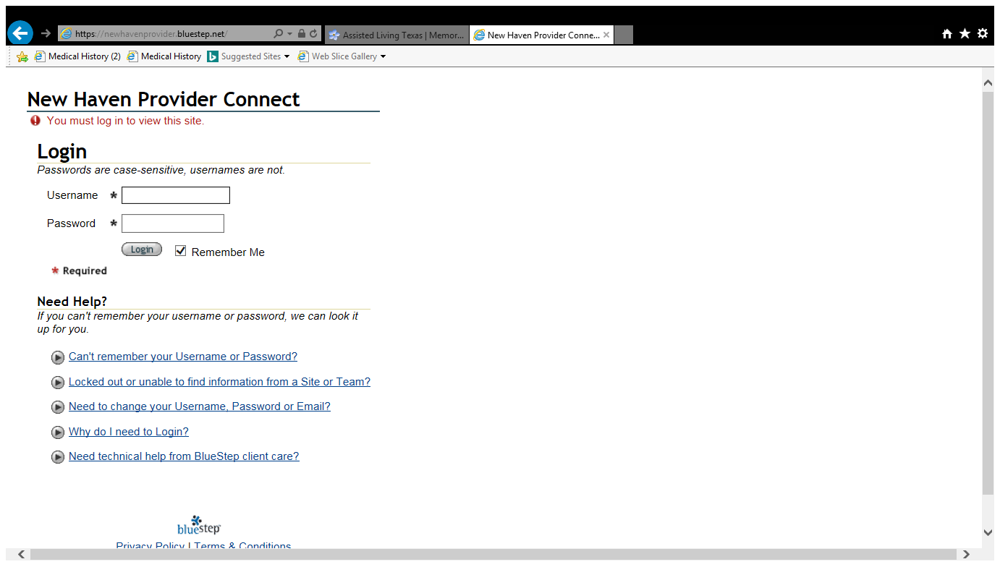 https://newhavenprovider.bluestep.net/
Assisted Living Texas | Memor...
New Haven Provider Conne...
Medical History (2)
Medical History
Suggested Sites
Web Slice Gallery
New Haven Provider Connect
You must log in to view this site.
Login
Passwords are case-sensitive, usernames are not.
Username *
Password *
Login
Remember Me
* Required
Need Help?
If you can't remember your username or password, we can look it
up for you.
Can't remember your Username or Password?
Locked out or unable to find information from a Site or Team?
Need to change your Username, Password or Email?
Why do I need to Login?
Need technical help from BlueStep client care?
bluestep
Privacy Policy | Terms & Conditions